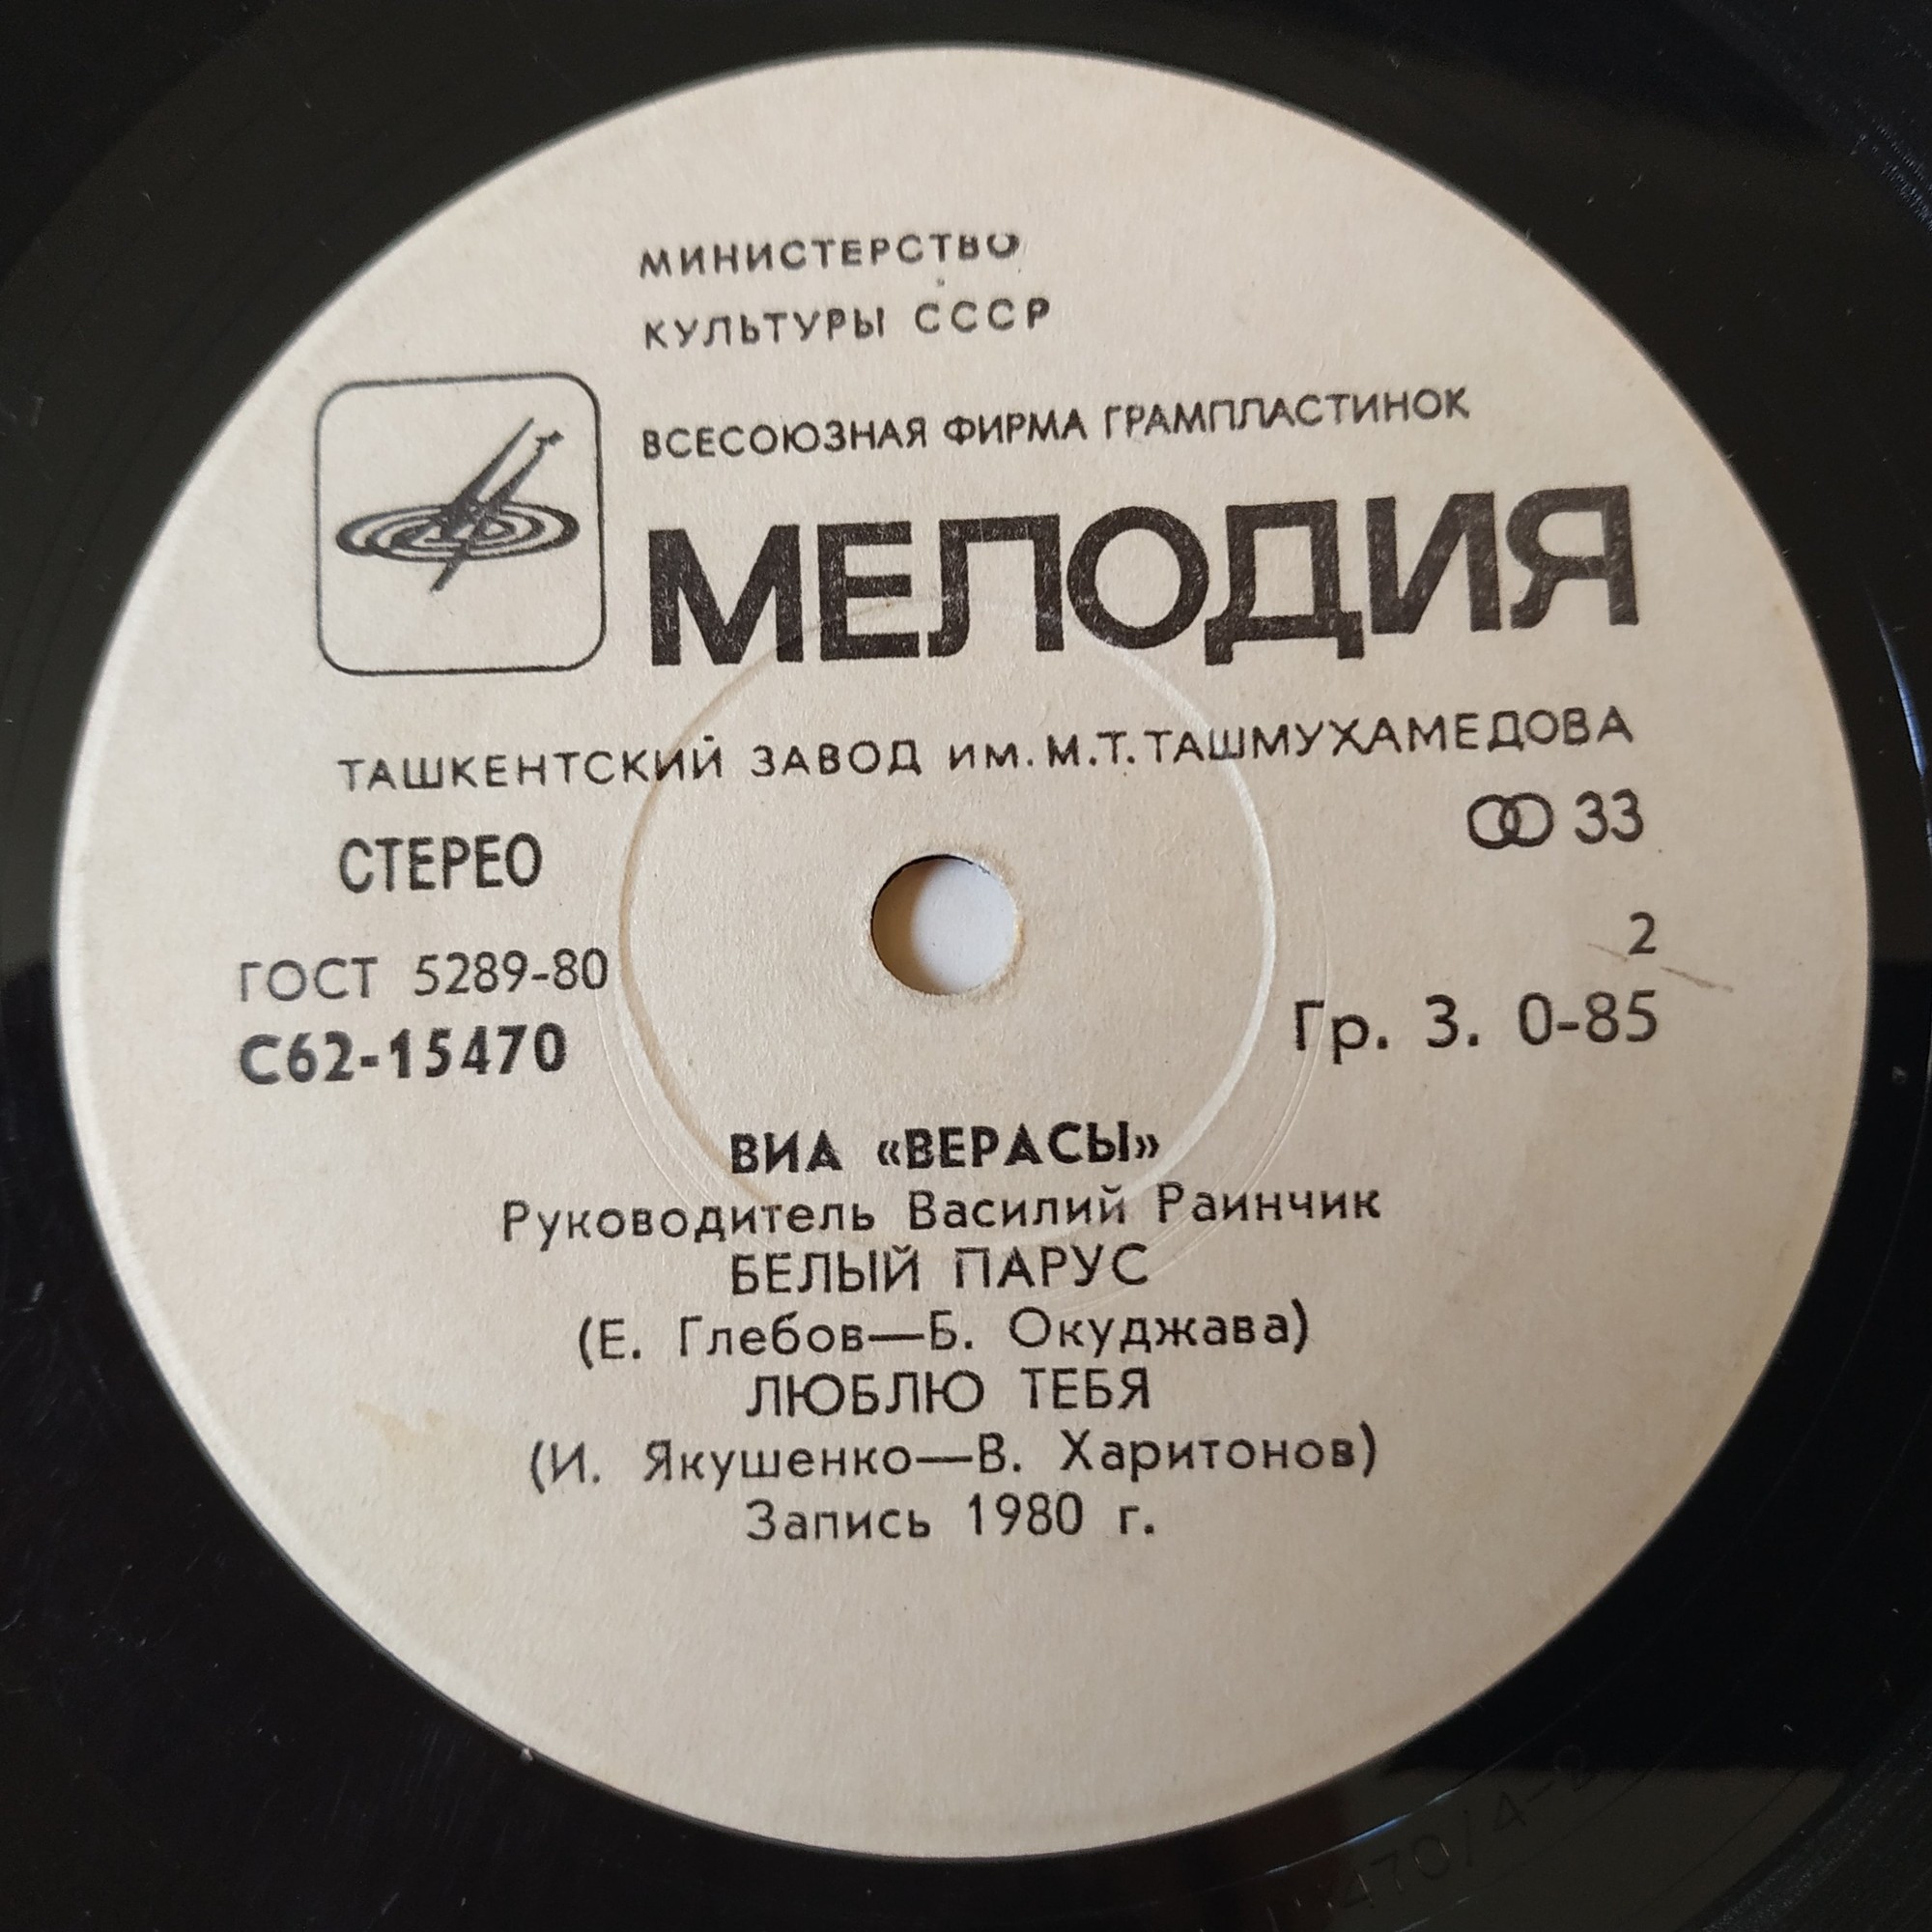 МИНИСТЕРСТВО
КУЛЬТУРЫ СССР
ВСЕСОЮЗНАЯ ФИРМА ГРАМПЛАСТИНОК
МЕЛОДИЯ
ТАШКЕНТСКИЙ ЗАВОД ИМ. М.Т. ТАШМУХАМЕДОВА
СТЕРЕО
33
ГОСТ 5289-80
2
С62-15470
Гр. 3. 0-85
ВИА «ВЕРАСЫ»
Руководитель Василий Раинчик
БЕЛЫЙ ПАРУС
(Е. Глебов—Б. Окуджава)
ЛЮБЛЮ ТЕБЯ
(И. Якушенко—В. Харитонов)
Запись 1980 г.